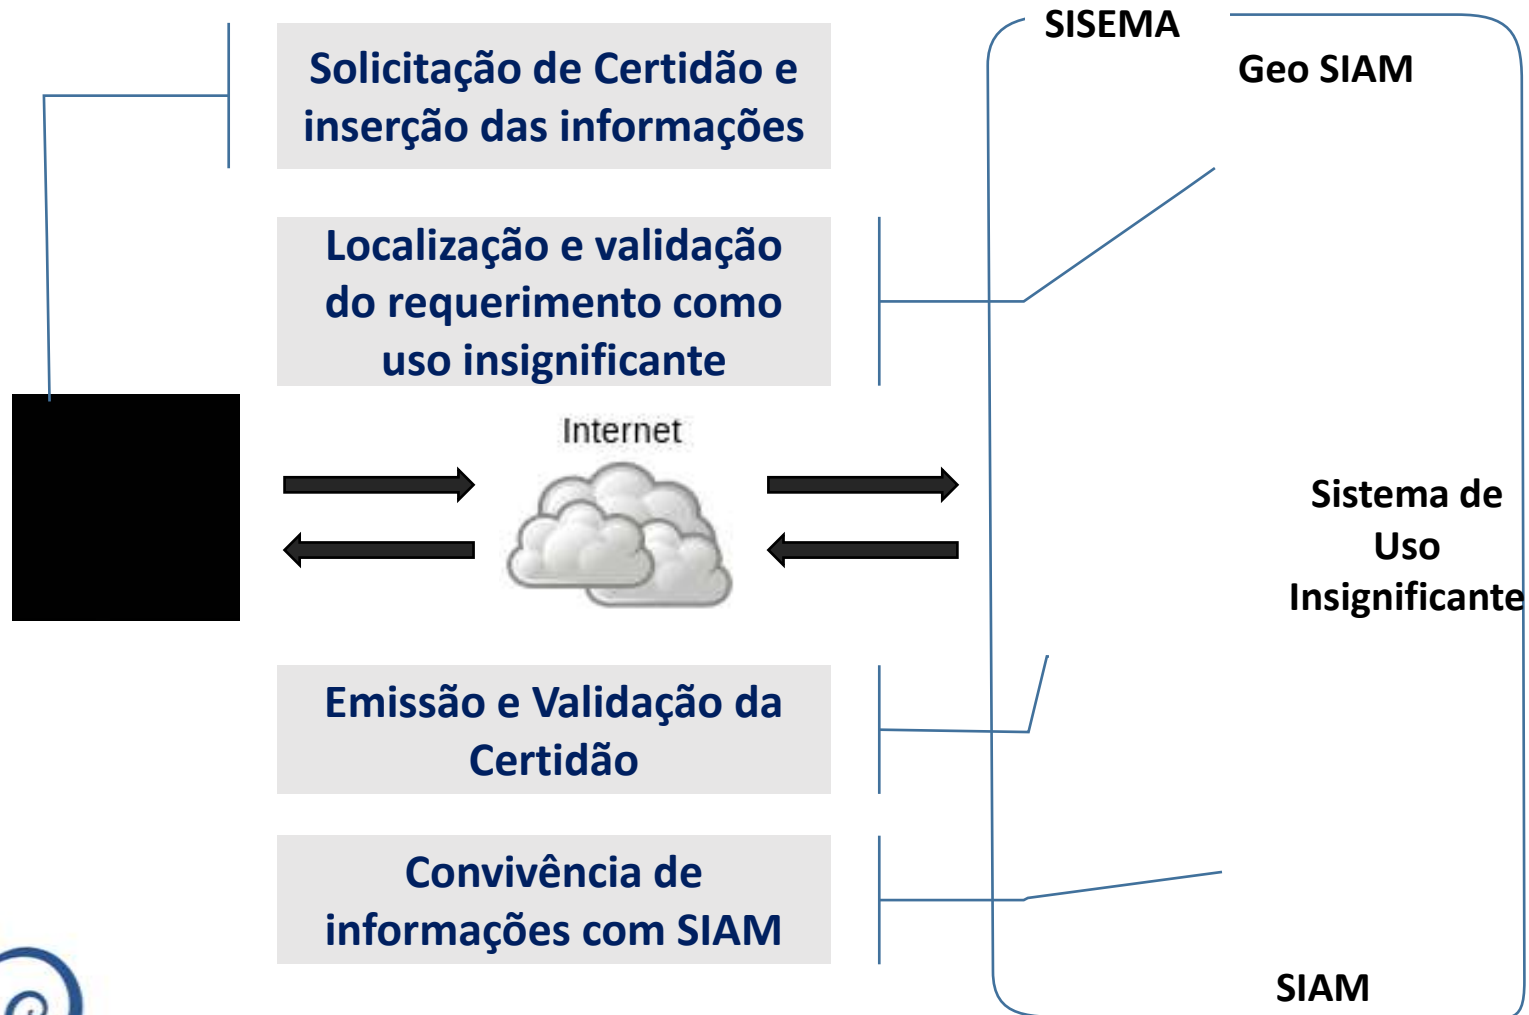 SISEMA
Geo SIAM
Solicitação de Certidão e
inserção das informações
Localização e validação
do requerimento como
uso insignificante
Internet
Sistema de
Uso
Insignificante
Emissão e Validação da
Certidão
Convivência de
informações com SIAM
SIAM